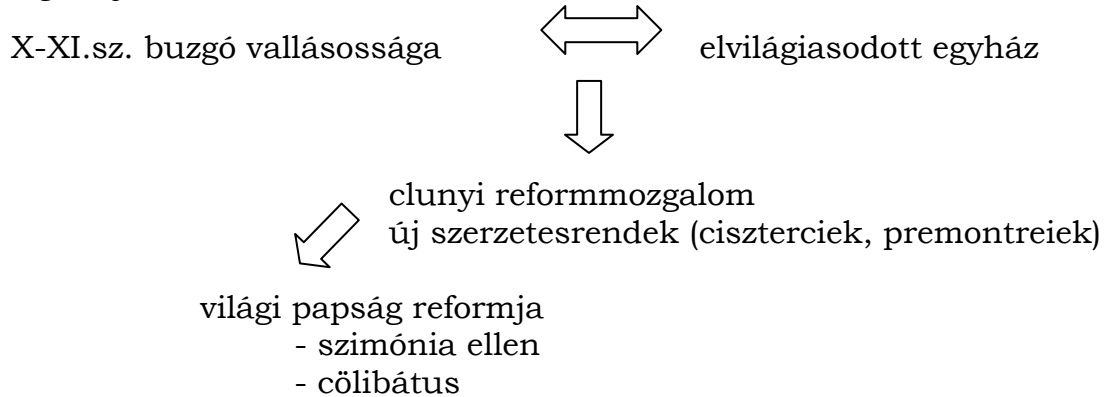 X-XI.sz. buzgó vallásossága elvilágiasodott egyház
clunyi reformmozgalom
új szerzetesrendek (ciszterciek, premontreiek)
világi papság reformja
- szimónia ellen
- cölibátus